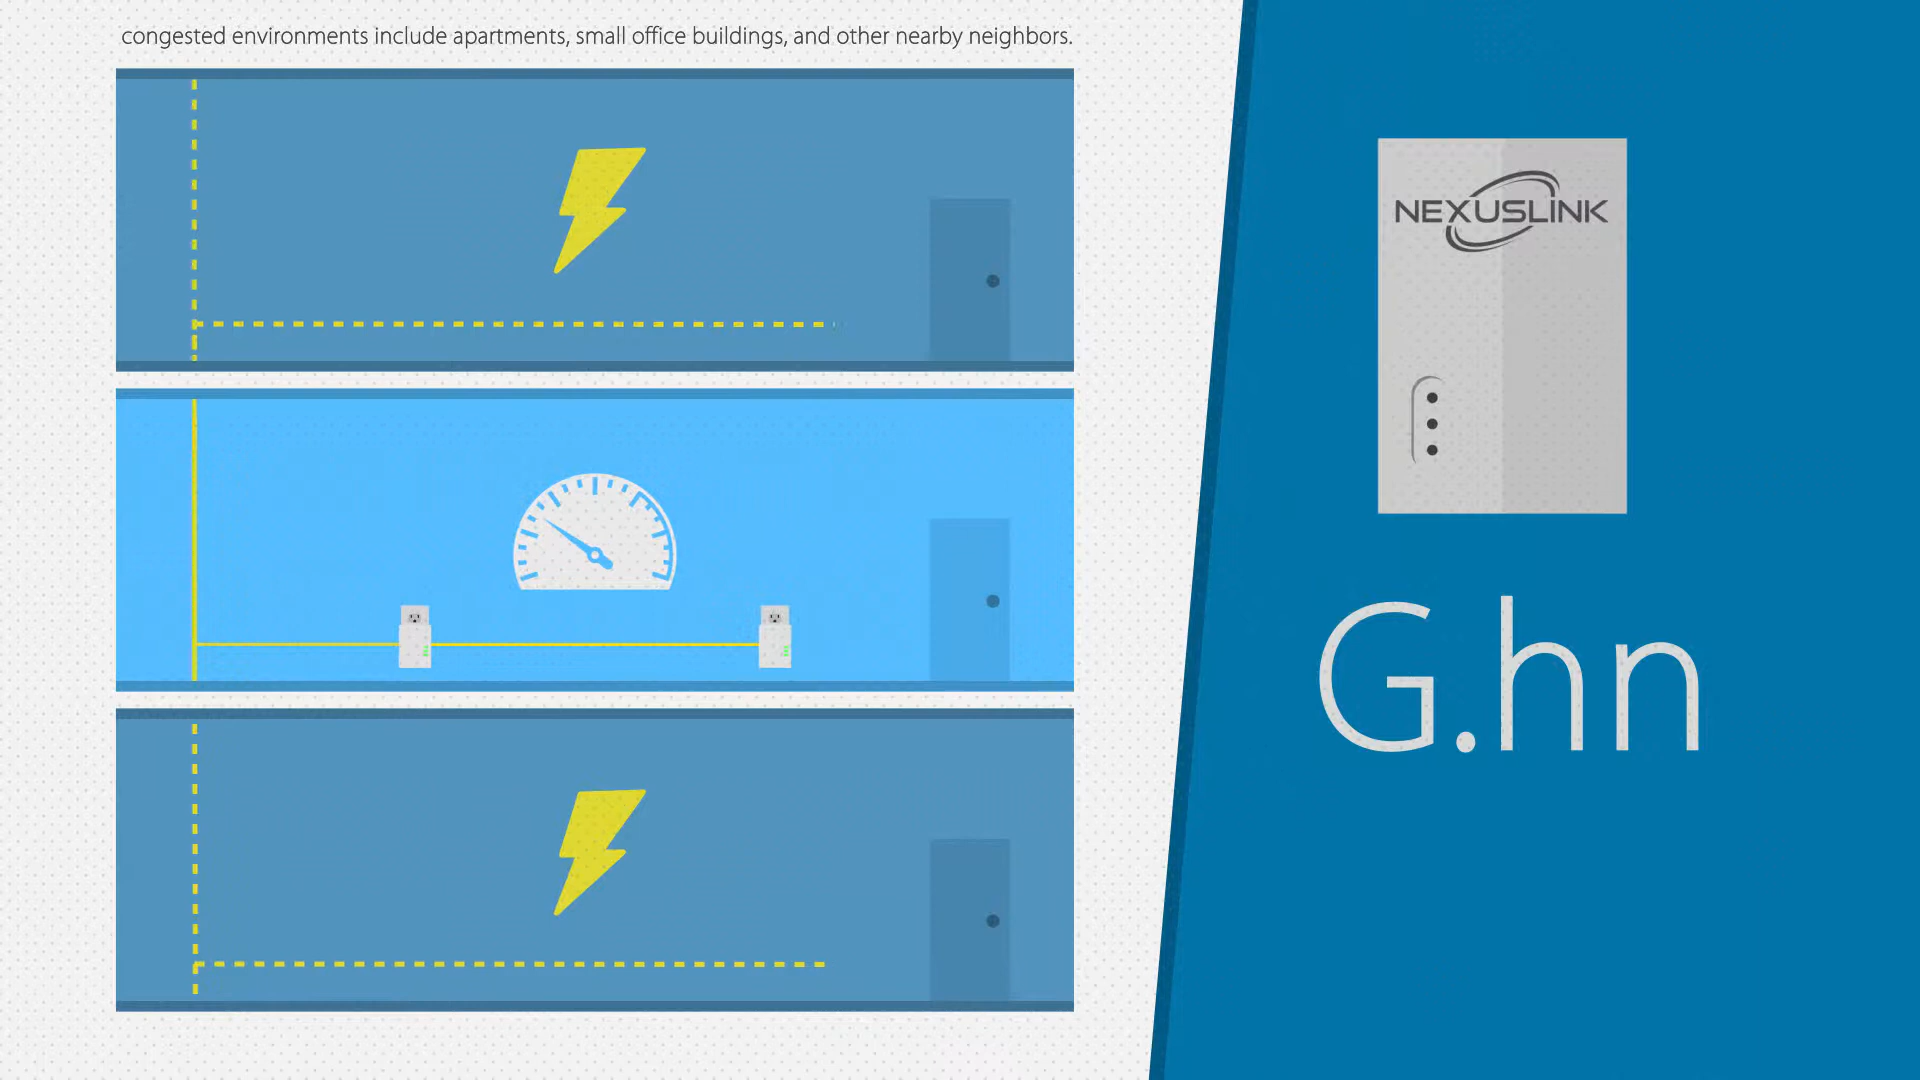 congested environments include apartments, small office buildings, and other nearby neighbors.
NEXUSLINK
G.hn